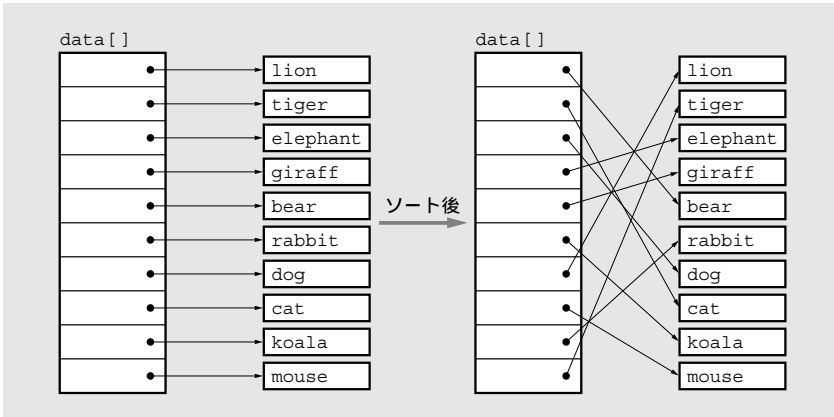 data[]
lion
tiger
elephant
giraff
bear
rabbit
dog
cat
koala
mouse
ソート後
data[]
lion
tiger
elephant
giraff
bear
rabbit
dog
cat
koala
mouse